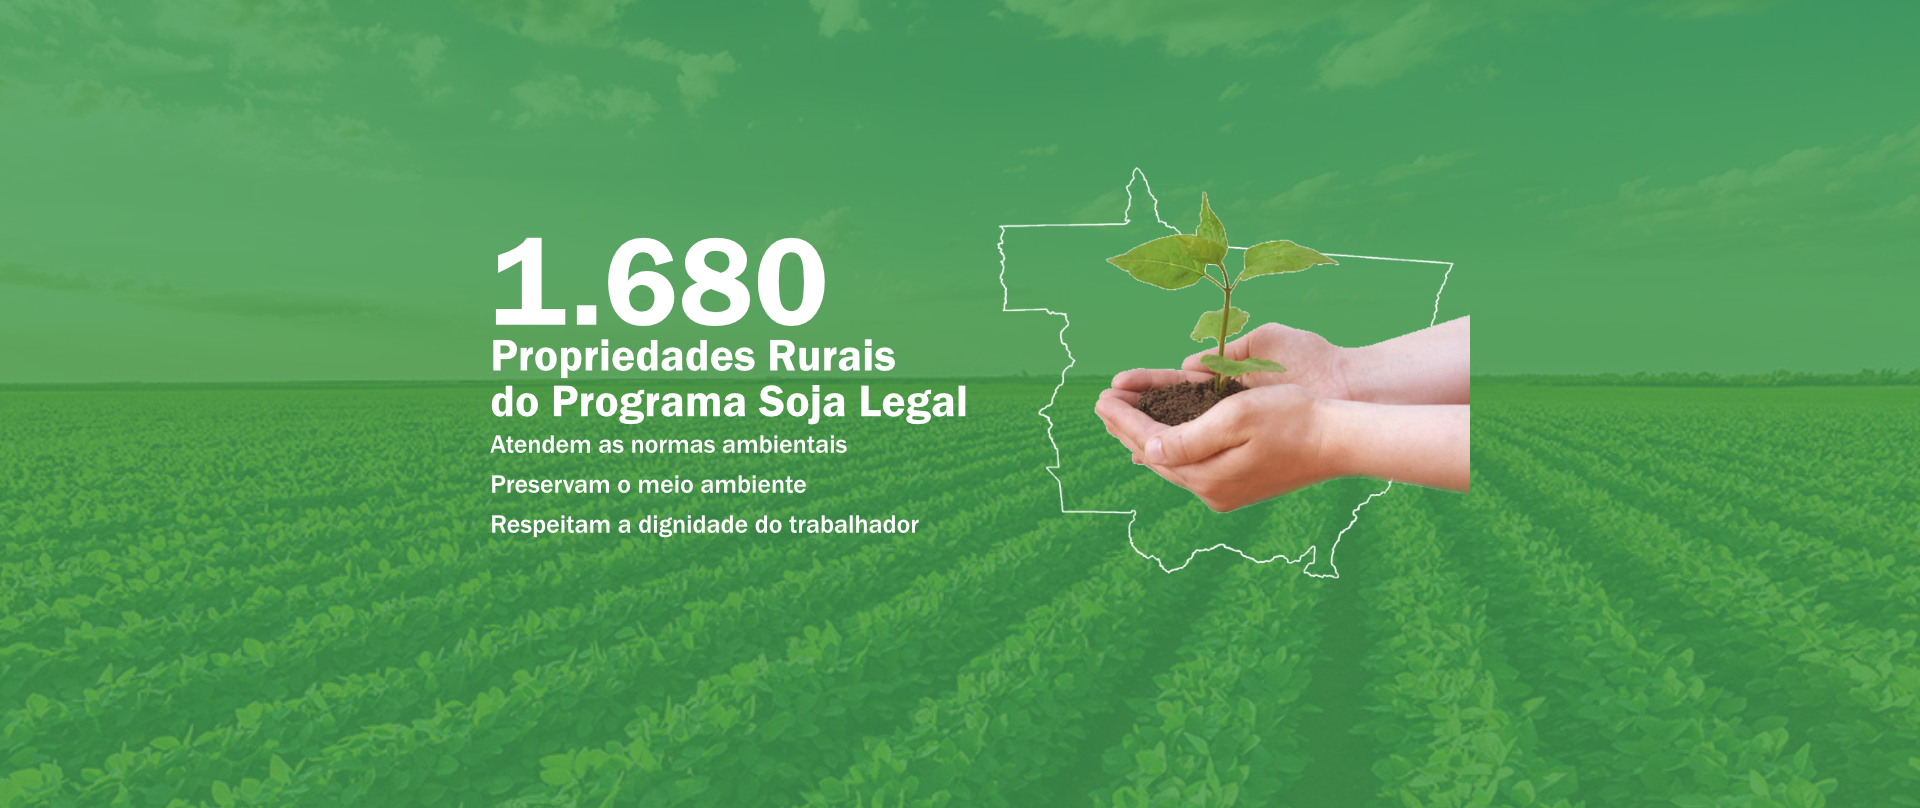 1.680
Propriedades Rurais
do Programa Soja Legal
Atendem as normas ambientais
Preservam o meio ambiente
Respeitam a dignidade do trabalhador